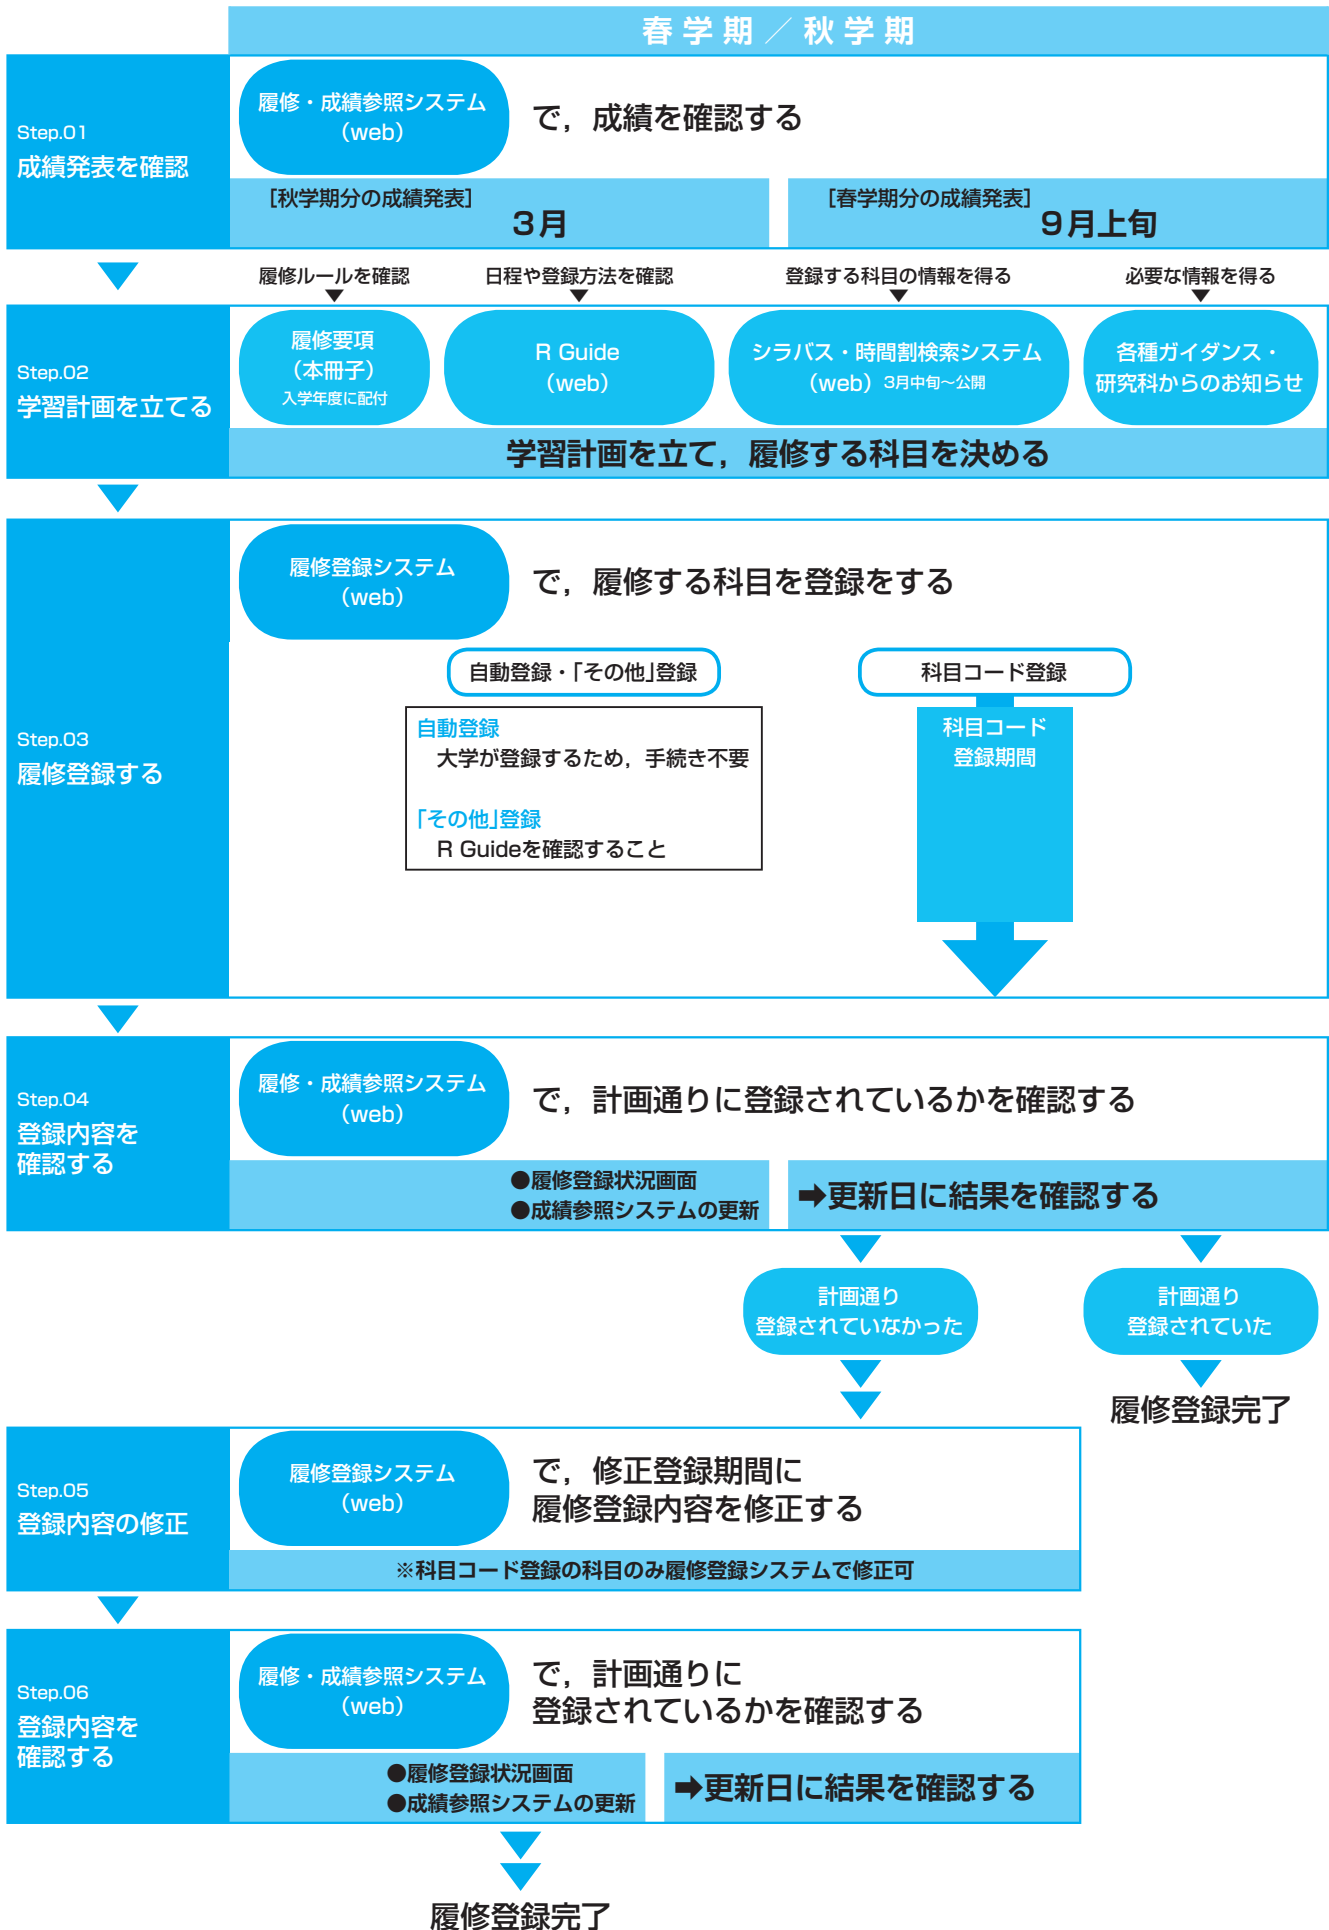 春学期／秋学期
Step.01
成績発表を確認
履修・成績参照システム
（web）
で，成績を確認する
［秋学期分の成績発表］
3月
［春学期分の成績発表］
9月上旬
履修ルールを確認
日程や登録方法を確認
登録する科目の情報を得る
必要な情報を得る
Step.02
学習計画を立てる
履修要項
（本冊子）
入学年度に配付
R Guide
（web）
シラバス・時間割検索システム
（web）3月中旬〜公開
各種ガイダンス・
研究科からのお知らせ
学習計画を立て，履修する科目を決める
Step.03
履修登録する
履修登録システム
（web）
で，履修する科目を登録をする
自動登録・｢その他｣登録
自動登録
大学が登録するため，手続き不要
｢その他｣登録
R Guideを確認すること
科目コード登録
科目コード
登録期間
Step.04
登録内容を
確認する
履修・成績参照システム
（web）
で，計画通りに登録されているかを確認する
●履修登録状況画面
●成績参照システムの更新
➡更新日に結果を確認する
計画通り
登録されていなかった
計画通り
登録されていた
履修登録完了
Step.05
登録内容の修正
履修登録システム
（web）
で，修正登録期間に
履修登録内容を修正する
※科目コード登録の科目のみ履修登録システムで修正可
Step.06
登録内容を
確認する
履修・成績参照システム
（web）
で，計画通りに
登録されているかを確認する
●履修登録状況画面
●成績参照システムの更新
➡更新日に結果を確認する
履修登録完了